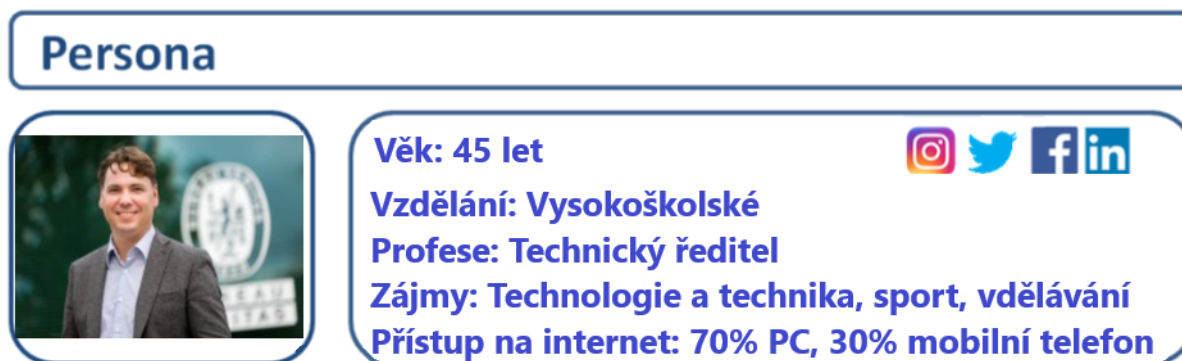 Persona
Věk: 45 let
Vzdělání: Vysokoškolské
Profese: Technický ředitel
Zájmy: Technologie a technika, sport, vdělávání
Přístup na internet: 70% PC, 30% mobilní telefon